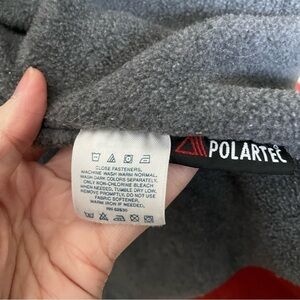 POLARTEC®
CLOSE FASTENERS.
MACHINE WASH WARM NORMAL.
WASH DARK COLORS SEPARATELY.
ONLY NON-CHLORINE BLEACH
WHEN NEEDED. TUMBLE DRY LOW.
REMOVE PROMPTLY. DO NOT USE
FABRIC SOFTENER.
WARM IRON IF NEEDED.